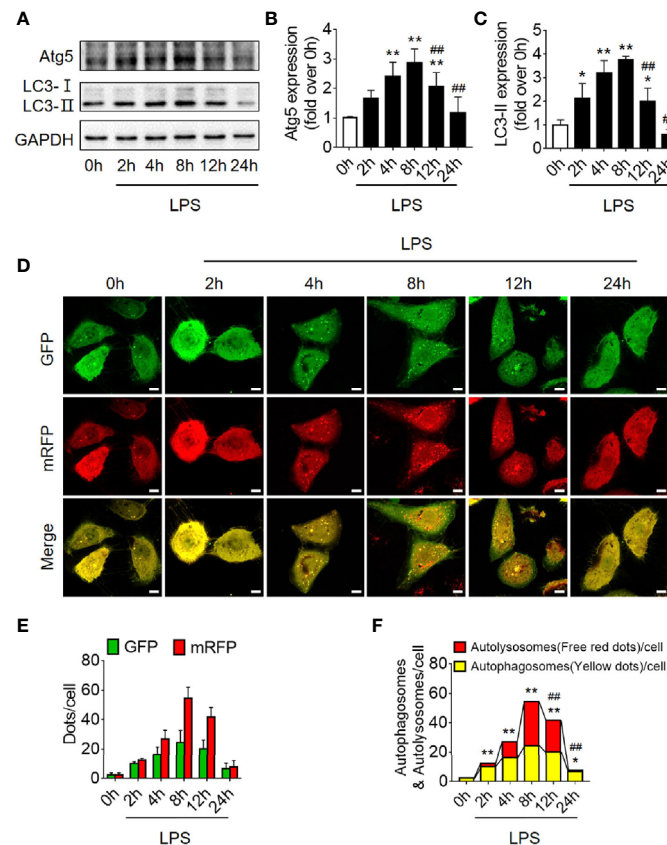 A
Atg5
LC3- I
LC3-II
GAPDH
0h 2h 4h 8h 12h 24h
LPS
B
Atg5 expression
(fold over 0h)
4
3
2
1
0
** ** ## ** ##
0h 2h 4h 8h 12h 24h
LPS
C
LC3-II expression
(fold over 0h)
5
4
3
2
1
0
* ** ** ## *
0h 2h 4h 8h 12h 24h
LPS
D
LPS
0h 2h 4h 8h 12h 24h
GFP
mRFP
Merge
E
GFP mRFP
Dots/cell
80
60
40
20
0
0h 2h 4h 8h 12h 24h
LPS
F
Autolysosomes(Free red dots)/cell
Autophagosomes(Yellow dots)/cell
Autophagosomes
& Autolysosomes/cell
80
60
40
20
0
** ** ** ## ** ## *
0h 2h 4h 8h 12h 24h
LPS